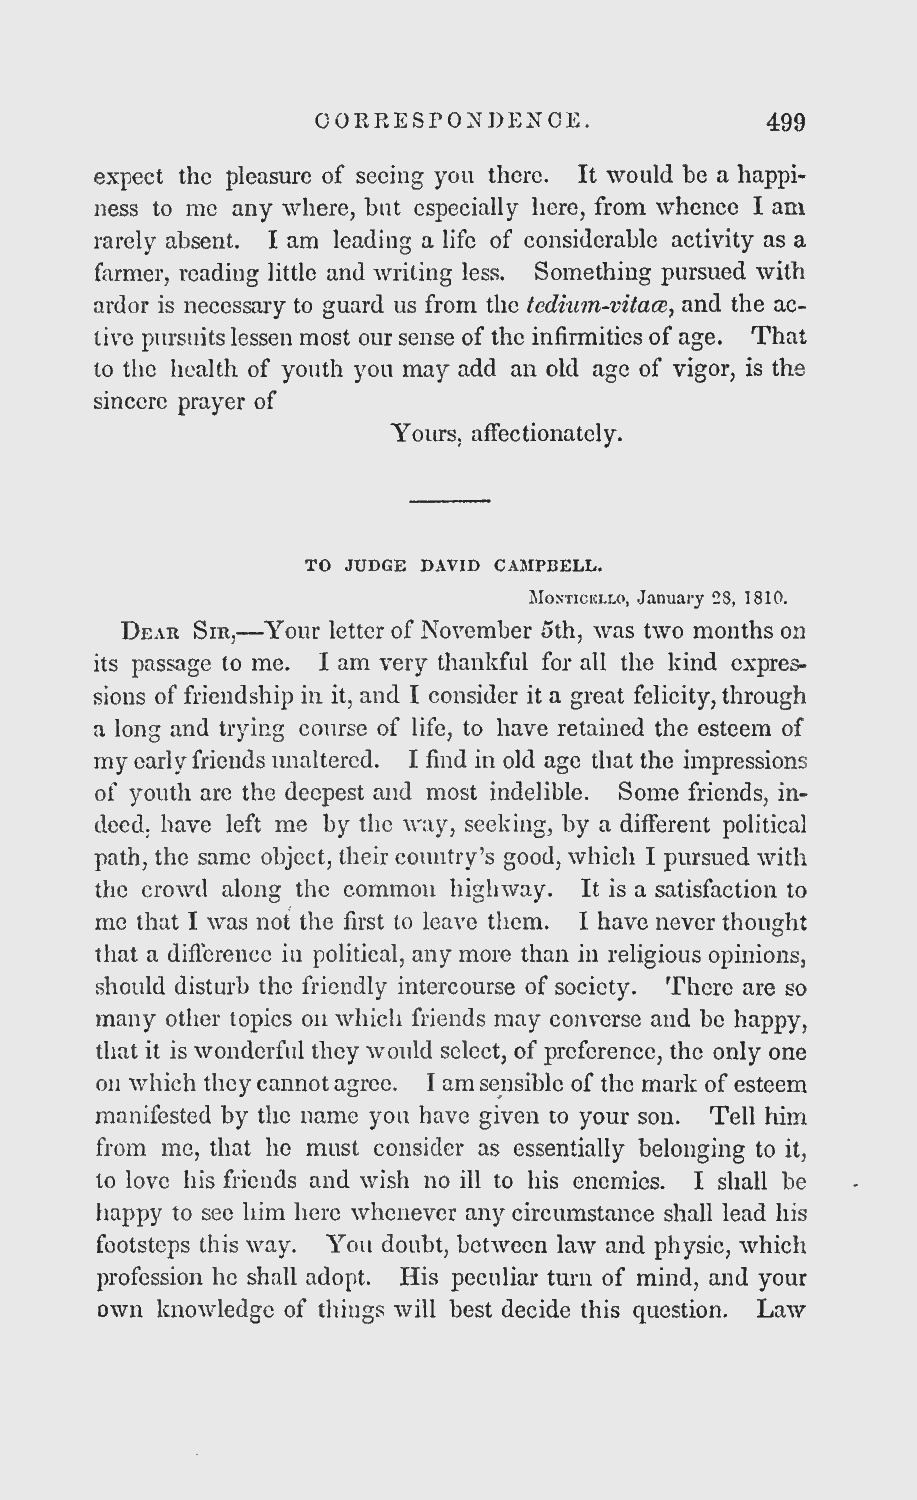 CORRESPONDENCE. 499
expect the pleasure of seeing you there. It would be a happi-
ness to me any where, but especially here, from whence I am
rarely absent. I am leading a life of considerable activity as a
farmer, reading little and writing less. Something pursued with
ardor is necessary to guard us from the tedium-vitaæ, and the ac-
tive pursuits lessen most our sense of the infirmities of age. That
to the health of youth you may add an old age of vigor, is the
sincere prayer of
Yours, affectionately.
TO JUDGE DAVID CAMPBELL.
MONTICELLO, January 28, 1810.
DEAR SIR,—Your letter of November 5th, was two months on
its passage to me. I am very thankful for all the kind expres-
sions of friendship in it, and I consider it a great felicity, through
a long and trying course of life, to have retained the esteem of
my early friends unaltered. I find in old age that the impressions
of youth are the deepest and most indelible. Some friends, in-
deed, have left me by the way, seeking, by a different political
path, the same object, their country's good, which I pursued with
the crowd along the common highway. It is a satisfaction to
me that I was not the first to leave them. I have never thought
that a difference in political, any more than in religious opinions,
should disturb the friendly intercourse of society. There are so
many other topics on which friends may converse and be happy,
that it is wonderful they would select, of preference, the only one
on which they cannot agree. I am sensible of the mark of esteem
manifested by the name you have given to your son. Tell him
from me, that he must consider as essentially belonging to it,
to love his friends and wish no ill to his enemies. I shall be
happy to see him here whenever any circumstance shall lead his
footsteps this way. You doubt, between law and physic, which
profession he shall adopt. His peculiar turn of mind, and your
own knowledge of things will best decide this question. Law